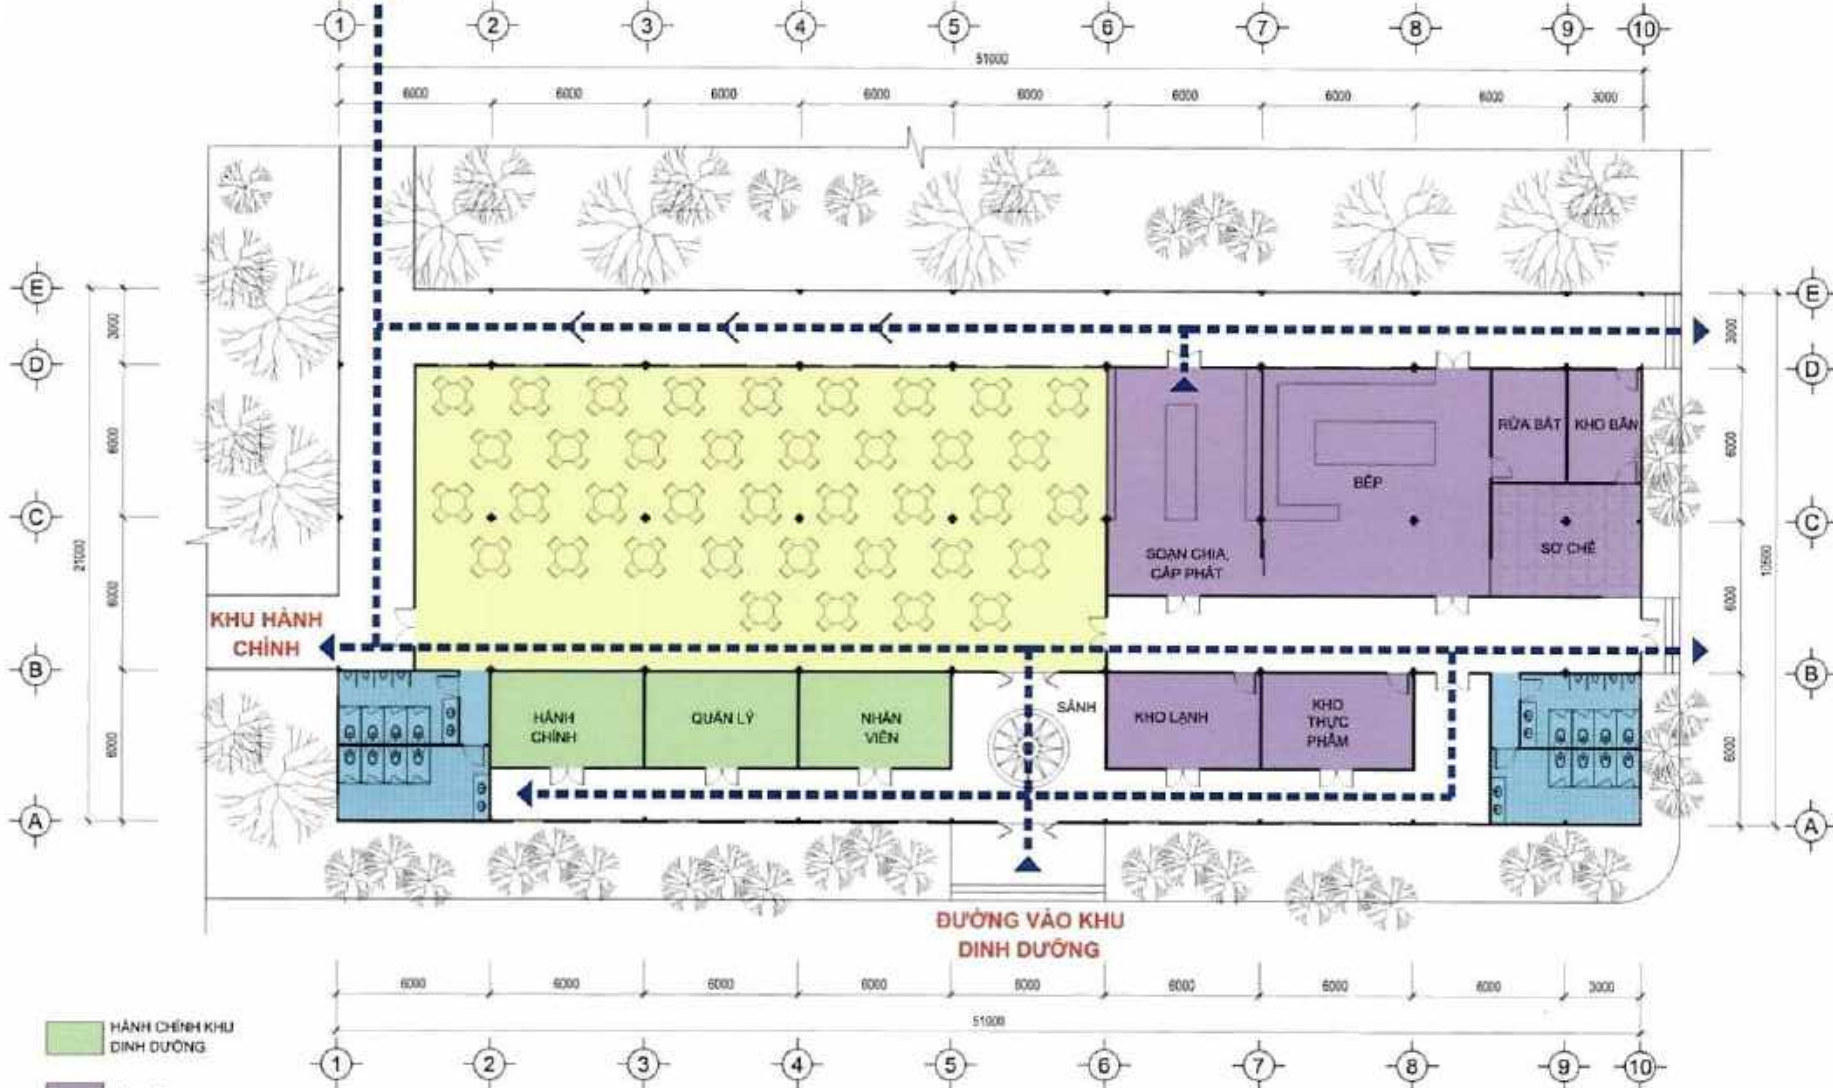 1 2 3 4 5 6 7 8 9 10
51000
6000 6000 6000 6000 6000 6000 6000 6000 3000
E E
3000 3000
D D
6000 6000
RỬA BÁT KHO BẨN
BẾP
C C
SOẠN CHIA,
CẤP PHÁT
SƠ CHẾ
21000 10500
6000 6000
KHU HÀNH
CHÍNH
B B
HÀNH
CHÍNH
QUẢN LÝ
NHÂN
VIÊN
SẢNH
KHO LẠNH
KHO
THỰC
PHẨM
6000 6000
A A
ĐƯỜNG VÀO KHU
DINH DƯỠNG
6000 6000 6000 6000 6000 6000 6000 6000 3000
51000
HÀNH CHÍNH KHU
DINH DƯỠNG
1 2 3 4 5 6 7 8 9 10